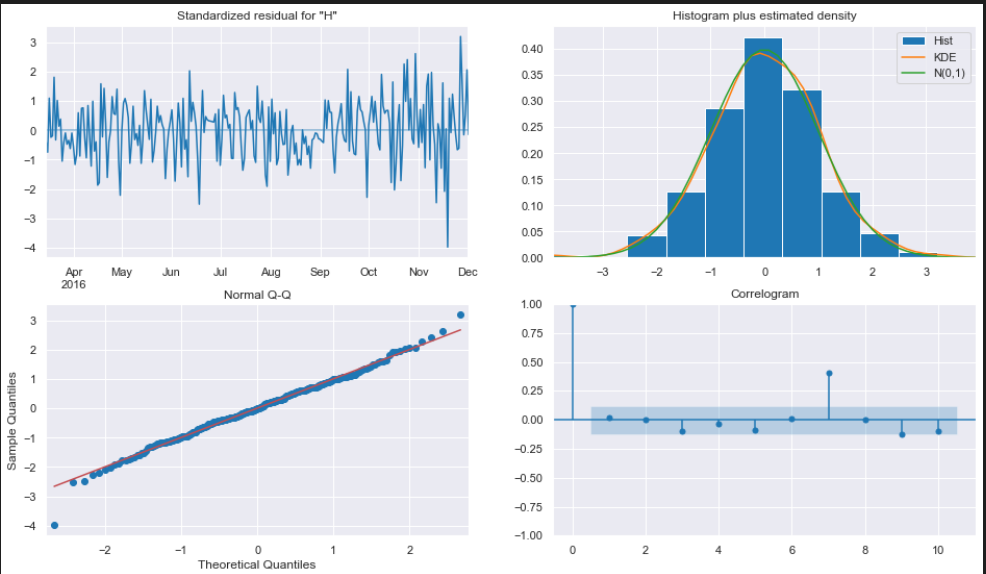 Standardized residual for "H"
3
2
1
0
−1
−2
−3
−4
Apr
2016
May
Jun
Jul
Aug
Sep
Oct
Nov
Dec
Histogram plus estimated density
Hist
KDE
N(0,1)
0.40
0.35
0.30
0.25
0.20
0.15
0.10
0.05
0.00
−3
−2
−1
0
1
2
3
Normal Q-Q
Sample Quantiles
3
2
1
0
−1
−2
−3
−4
−2
−1
0
1
2
Theoretical Quantiles
Correlogram
1.00
0.75
0.50
0.25
0.00
−0.25
−0.50
−0.75
−1.00
0
2
4
6
8
10